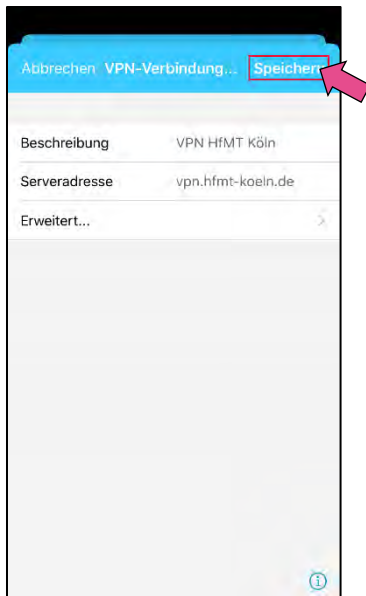 Abbrechen VPN-Verbindung... Speichern
Beschreibung VPN HfMT Köln
Serveradresse vpn.hfmt-koeln.de
Erweitert...